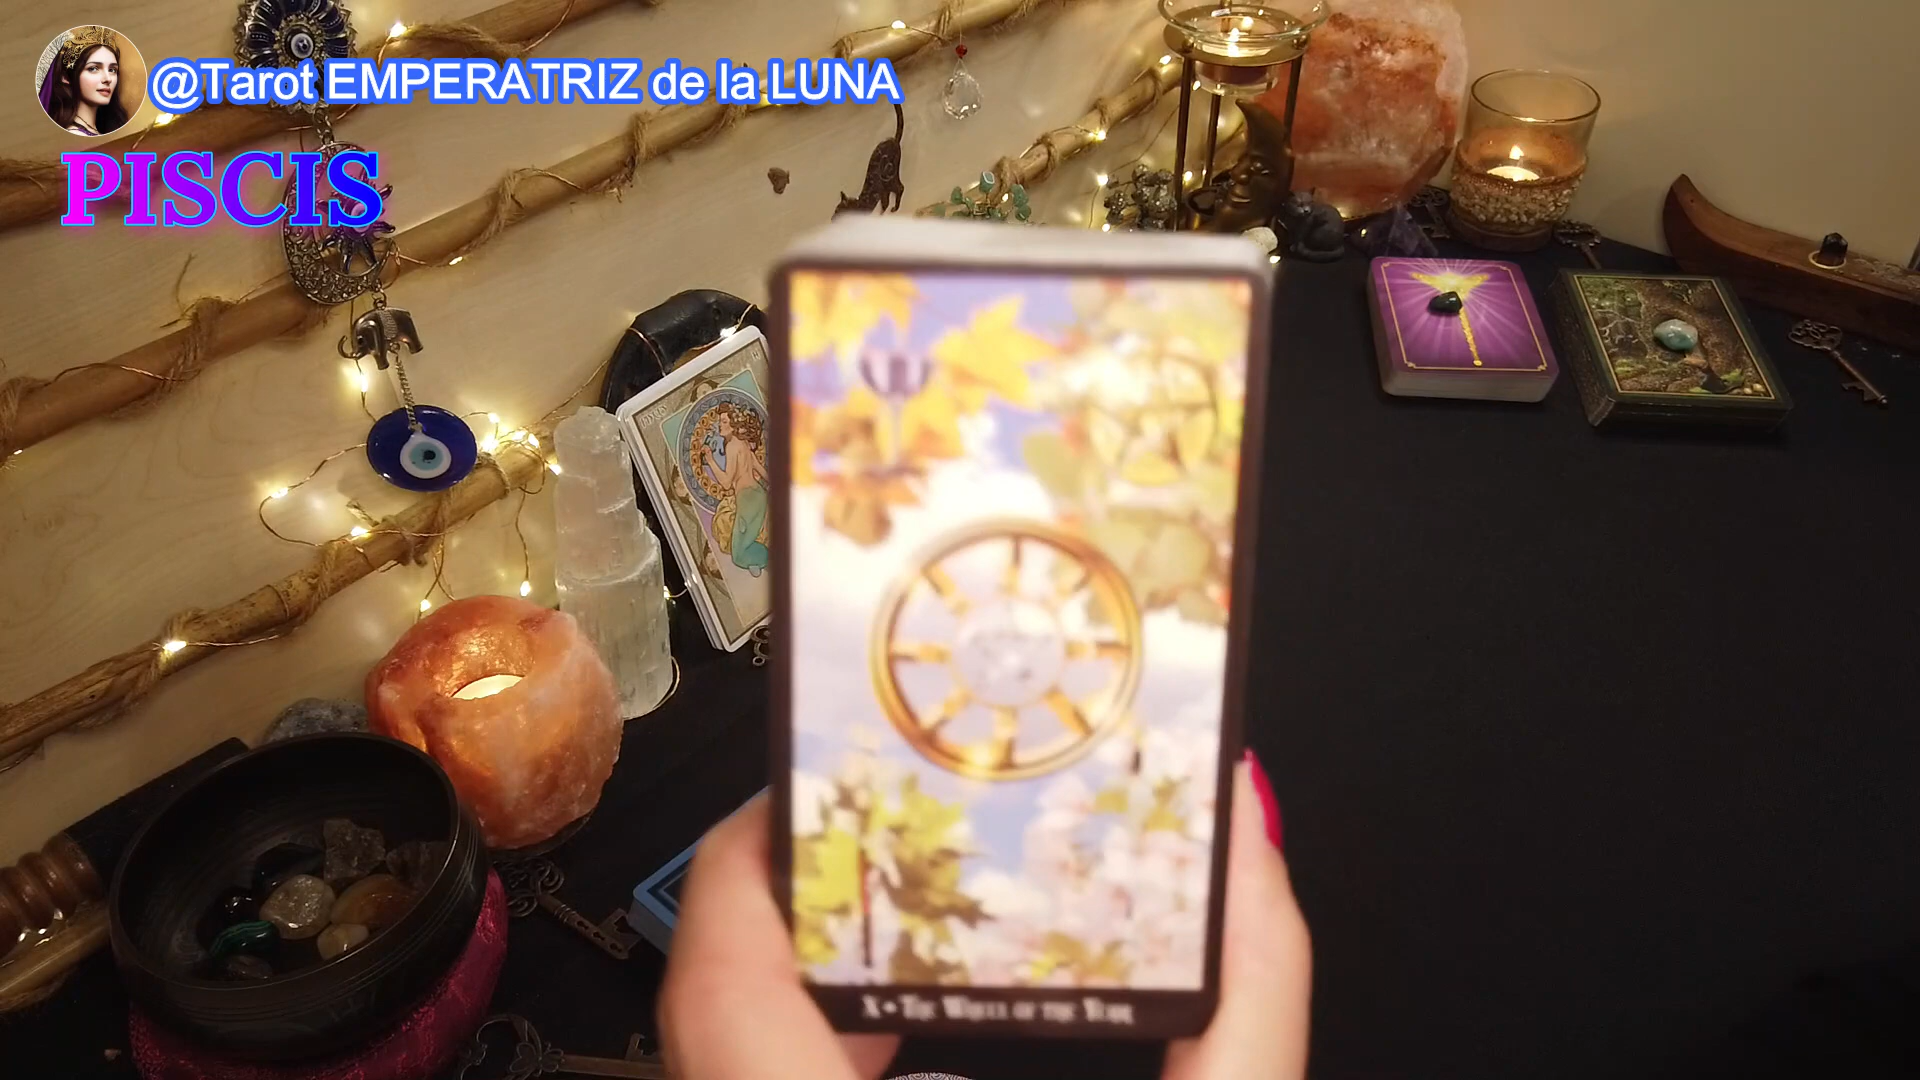 @Tarot EMPERATRIZ de la LUNA
PISCIS
X • The Wheel of the Year